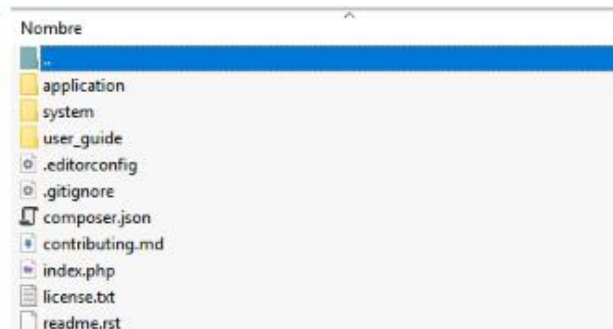 Nombre
..
application
system
user_guide
.editorconfig
.gitignore
composer.json
contributing.md
index.php
license.txt
readme.rst